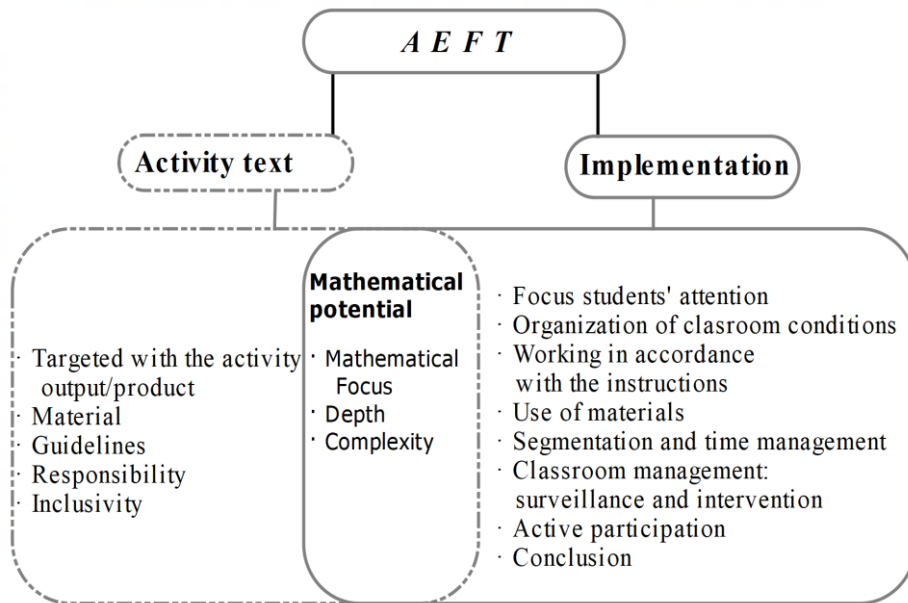 A E F T
Activity text
Implementation
· Targeted with the activity
output/product
· Material
· Guidelines
· Responsibility
· Inclusivity
Mathematical
potential
· Mathematical
Focus
· Depth
· Complexity
· Focus students' attention
· Organization of clasroom conditions
· Working in accordance
with the instructions
· Use of materials
· Segmentation and time management
· Classroom management:
surveillance and intervention
· Active participation
· Conclusion